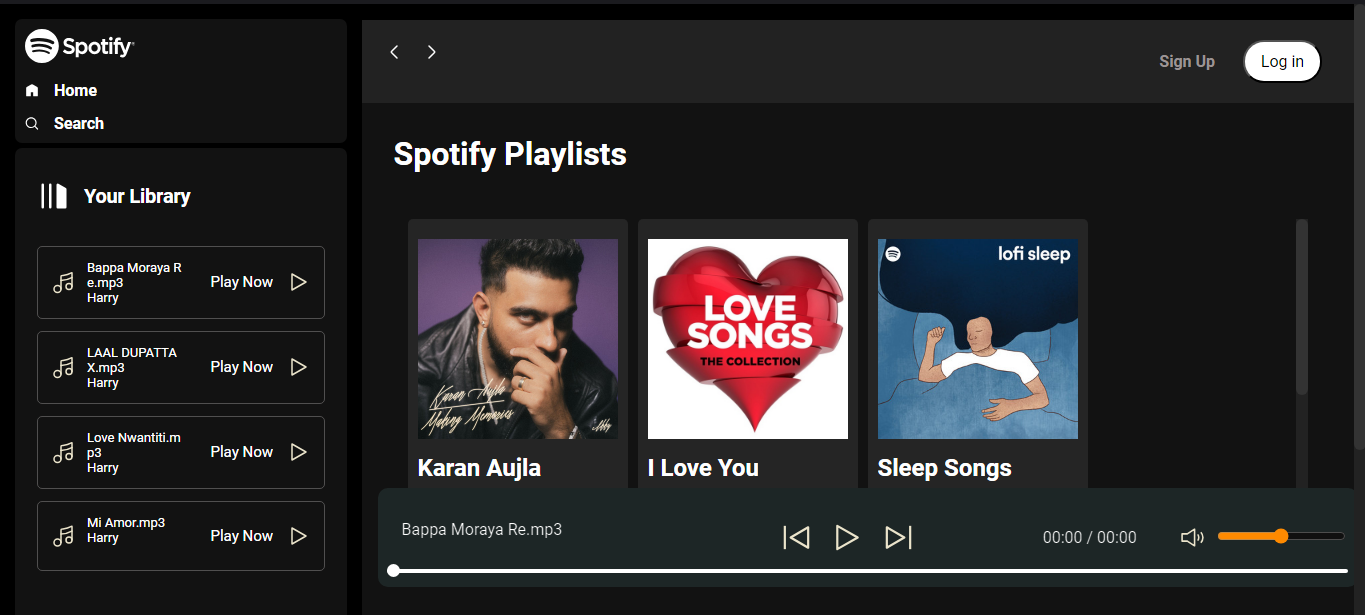 Spotify
Home
Search
Your Library
Bappa Moraya R
e.mp3
Harry
Play Now
LAAL DUPATTA
X.mp3
Harry
Play Now
Love Nwantiti.m
p3
Harry
Play Now
Mi Amor.mp3
Harry
Play Now
Sign Up
Log in
Spotify Playlists
Karan Aujla
Making Memories
Karan Aujla
LOVE
SONGS
THE COLLECTION
I Love You
lofi sleep
Sleep Songs
Bappa Moraya Re.mp3
00:00 / 00:00